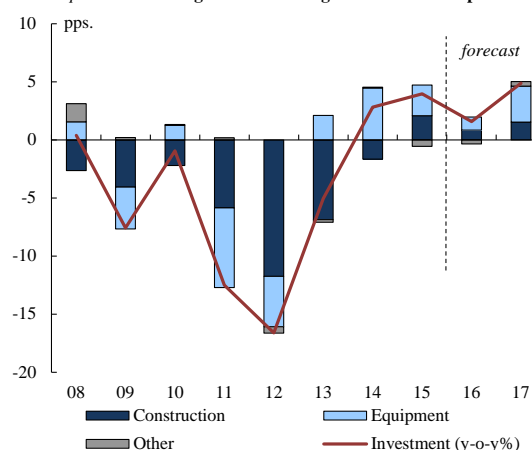 pps.
forecast
10
5
0
-5
-10
-15
-20
08 09 10 11 12 13 14 15 16 17
Construction Equipment
Other Investment (y-o-y%)